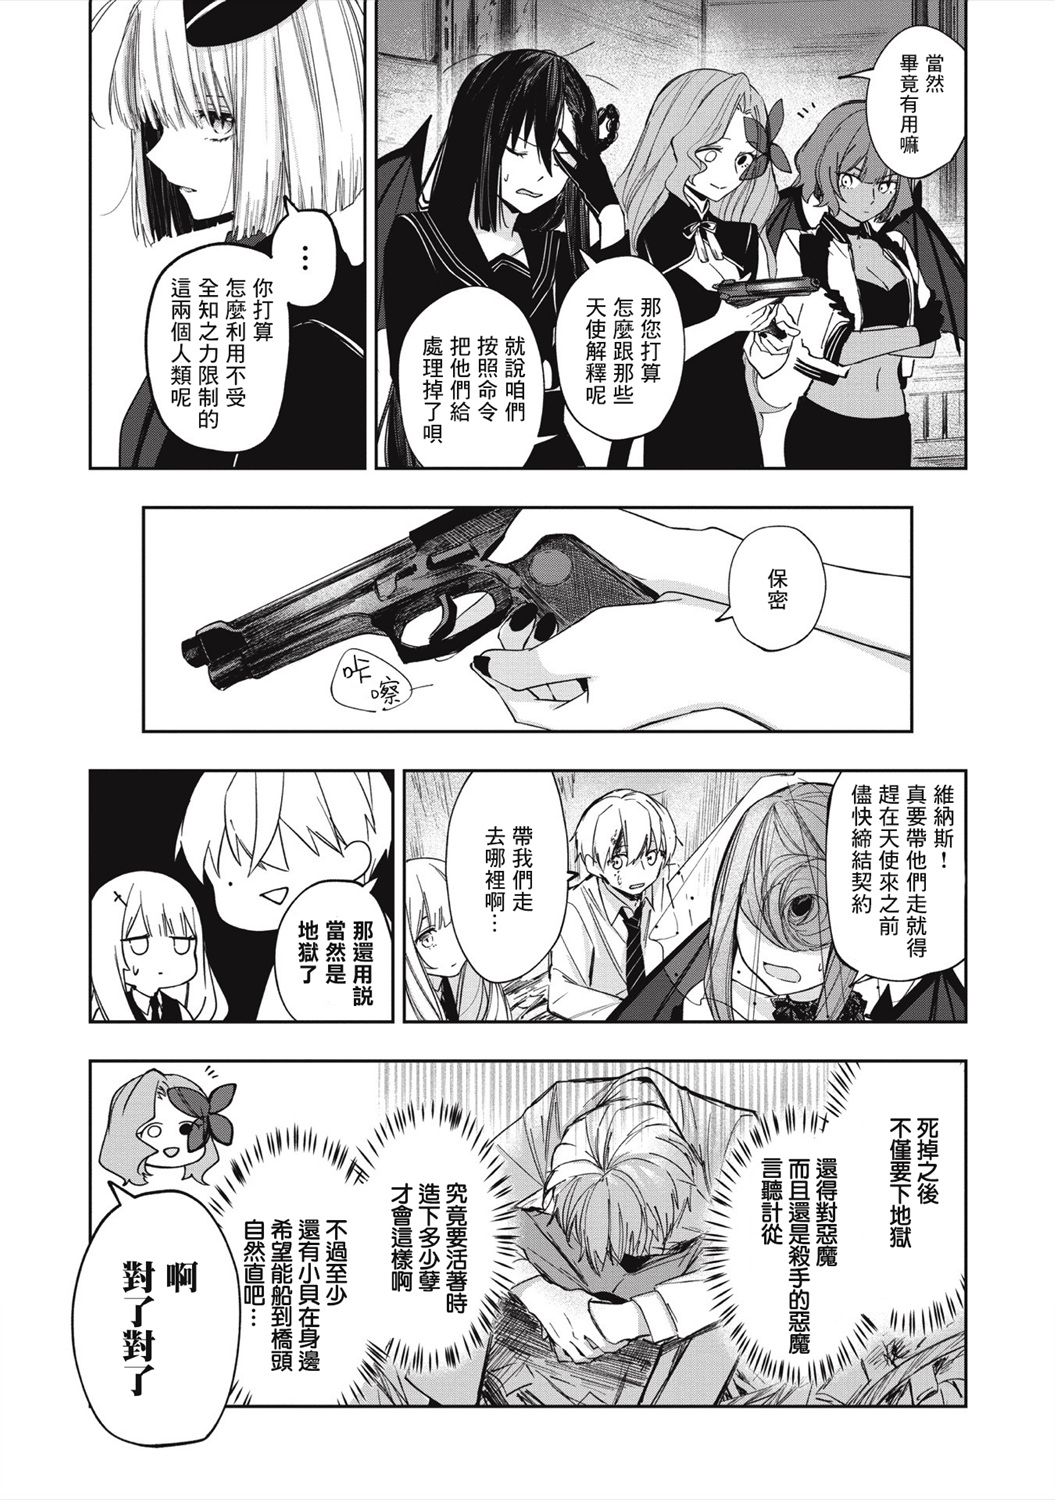 當然
畢竟有用嘛
那您打算
怎麼跟那些
天使解釋呢
就說咱們
按照命令
把他們給
處理掉了唄
…
你打算
怎麼利用不受
全知之力限制的
這兩個人類呢
保密
咔
嚓
維納斯！
真要帶他們走就得
趕在天使來之前
儘快締結契約
帶我們走
去哪裡啊…
那還用說
當然是
地獄了
死掉之後
不僅要下地獄
還得對惡魔
而且還是殺手的惡魔
言聽計從
究竟要活著時
造下多少孽
才會這樣啊
不過至少
還有小貝在身邊
希望能船到橋頭
自然直吧…
啊
對了對了